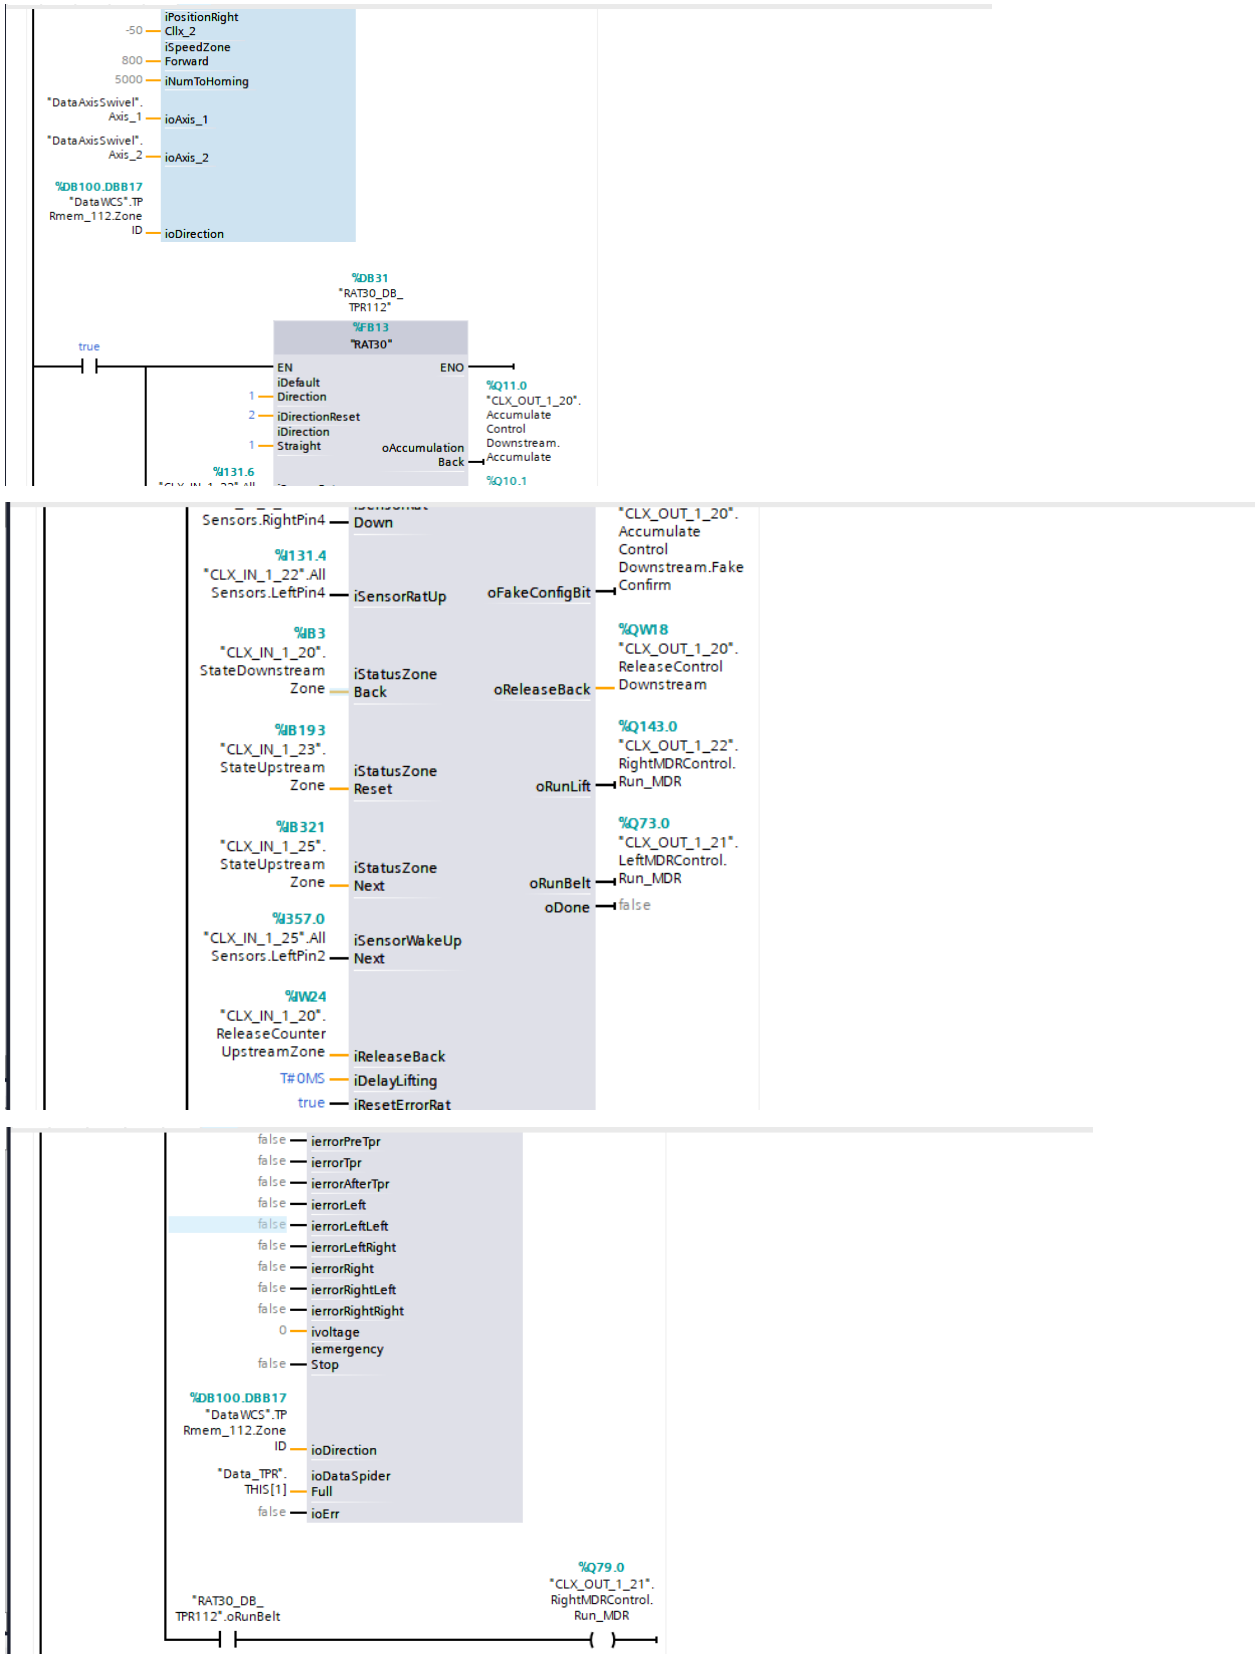 iPositionRight
-50 Cllx_2
iSpeedZone
800 Forward
5000 iNumToHoming
"DataAxisSwivel".
Axis_1 ioAxis_1
"DataAxisSwivel".
Axis_2 ioAxis_2
%DB100.DBB17
"DataWCS".TP
Rmem_112.Zone
ID ioDirection
%DB31
"RAT30_DB_
TPR112"
%FB13
"RAT30"
true
EN ENO
iDefault
1 Direction
2 iDirectionReset
iDirection
1 Straight
oAccumulation
Back
%Q11.0
"CLX_OUT_1_20".
Accumulate
Control
Downstream.
Accumulate
%I131.6
%Q10.1
Sensors.RightPin4 Down
"CLX_OUT_1_20".
Accumulate
Control
Downstream.Fake
Confirm
%I131.4
"CLX_IN_1_22".All
Sensors.LeftPin4 iSensorRatUp oFakeConfigBit
%IB3
"CLX_IN_1_20".
StateDownstream
Zone
iStatusZone
Back
oReleaseBack
%QW18
"CLX_OUT_1_20".
ReleaseControl
Downstream
%IB193
"CLX_IN_1_23".
StateUpstream
Zone
iStatusZone
Reset
oRunLift
%Q143.0
"CLX_OUT_1_22".
RightMDRControl.
Run_MDR
%IB321
"CLX_IN_1_25".
StateUpstream
Zone
iStatusZone
Next
oRunBelt
%Q73.0
"CLX_OUT_1_21".
LeftMDRControl.
Run_MDR
oDone false
%I357.0
"CLX_IN_1_25".All
Sensors.LeftPin2
iSensorWakeUp
Next
%IW24
"CLX_IN_1_20".
ReleaseCounter
UpstreamZone iReleaseBack
T#0MS iDelayLifting
true iResetErrorRat
false ierrorPreTpr
false ierrorTpr
false ierrorAfterTpr
false ierrorLeft
false ierrorLeftLeft
false ierrorLeftRight
false ierrorRight
false ierrorRightLeft
false ierrorRightRight
0 ivoltage
iemergency
false Stop
%DB100.DBB17
"DataWCS".TP
Rmem_112.Zone
ID ioDirection
"Data_TPR".
THIS[1]
ioDataSpider
Full
false ioErr
"RAT30_DB_
TPR112".oRunBelt
%Q79.0
"CLX_OUT_1_21".
RightMDRControl.
Run_MDR